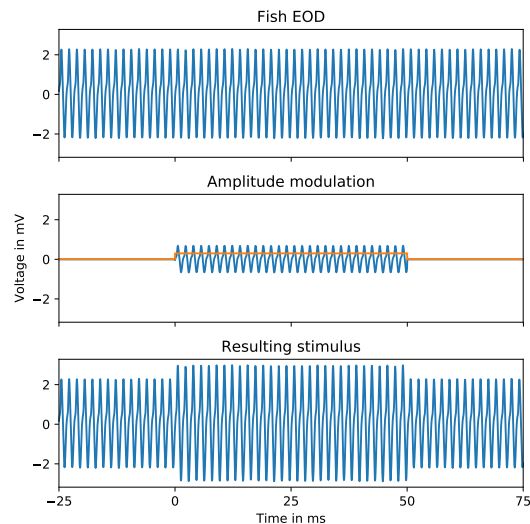 Fish EOD
2
0
−2
Amplitude modulation
2
0
−2
Voltage in mV
Resulting stimulus
2
0
−2
−25 0 25 50 75
Time in ms